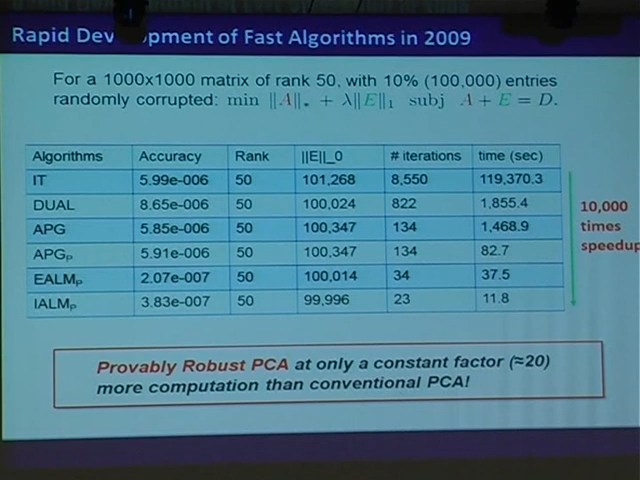 Rapid Dev pment of Fast Algorithms in 2009
For a 1000x1000 matrix of rank 50, with 10% (100,000) entries
randomly corrupted: min ‖A‖* + λ‖E‖₁ subj A + E = D.
Algorithms Accuracy Rank ||E||_0 # iterations time (sec)
IT 5.99e-006 50 101,268 8,550 119,370.3
DUAL 8.65e-006 50 100,024 822 1,855.4
APG 5.85e-006 50 100,347 134 1,468.9
APGₚ 5.91e-006 50 100,347 134 82.7
EALMₚ 2.07e-007 50 100,014 34 37.5
IALMₚ 3.83e-007 50 99,996 23 11.8
10,000
times
speedup
Provably Robust PCA at only a constant factor (≈20)
more computation than conventional PCA!